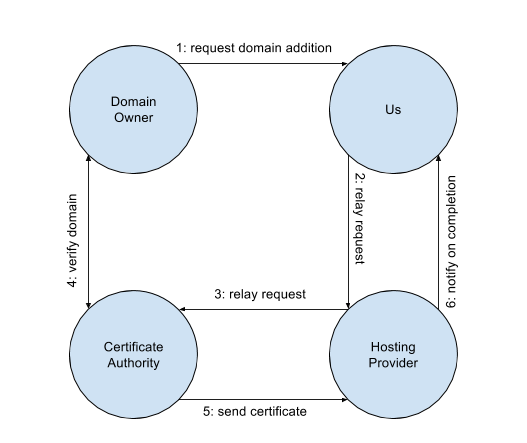 1: request domain addition
Domain
Owner
Us
2: relay request
6: notify on completion
4: verify domain
3: relay request
Certificate
Authority
Hosting
Provider
5: send certificate